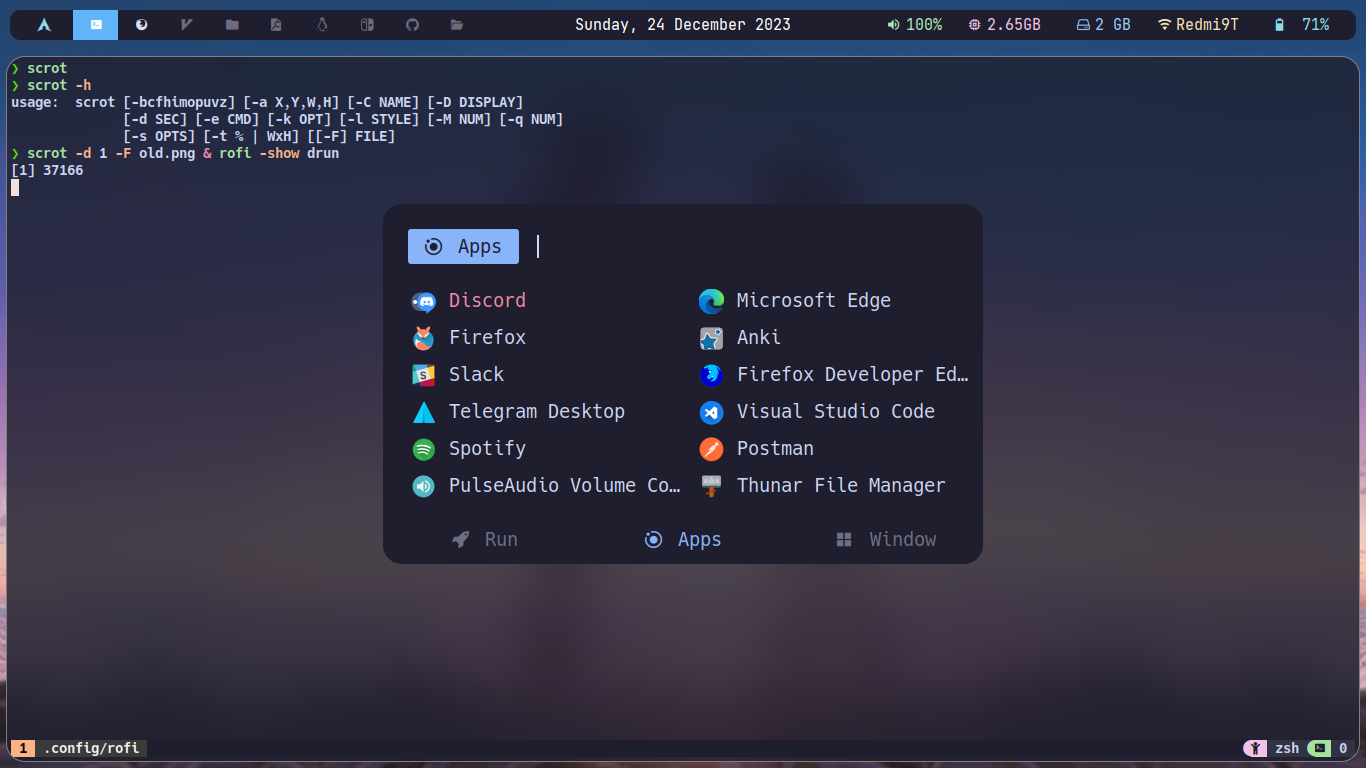 Sunday, 24 December 2023 100% 2.65GB 2 GB Redmi9T 71%
❯ scrot
❯ scrot -h
usage:  scrot [-bcfhimopuvz] [-a X,Y,W,H] [-C NAME] [-D DISPLAY]
              [-d SEC] [-e CMD] [-k OPT] [-l STYLE] [-M NUM] [-q NUM]
              [-s OPTS] [-t % | WxH] [[-F] FILE]
❯ scrot -d 1 -F old.png & rofi -show drun
[1] 37166
Apps
Discord Microsoft Edge
Firefox Anki
Slack Firefox Developer Ed…
Telegram Desktop Visual Studio Code
Spotify Postman
PulseAudio Volume Co… Thunar File Manager
Run Apps Window
1 .config/rofi zsh 0